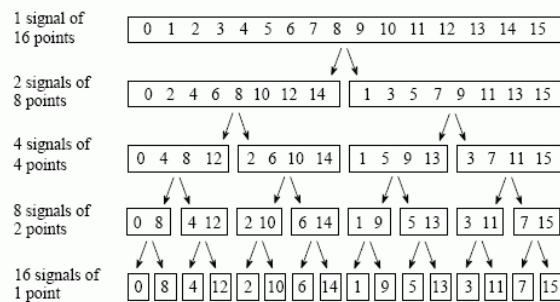 1 signal of
16 points
0 1 2 3 4 5 6 7 8 9 10 11 12 13 14 15
2 signals of
8 points
0 2 4 6 8 10 12 14 1 3 5 7 9 11 13 15
4 signals of
4 points
0 4 8 12 2 6 10 14 1 5 9 13 3 7 11 15
8 signals of
2 points
0 8 4 12 2 10 6 14 1 9 5 13 3 11 7 15
16 signals of
1 point
0 8 4 12 2 10 6 14 1 9 5 13 3 11 7 15